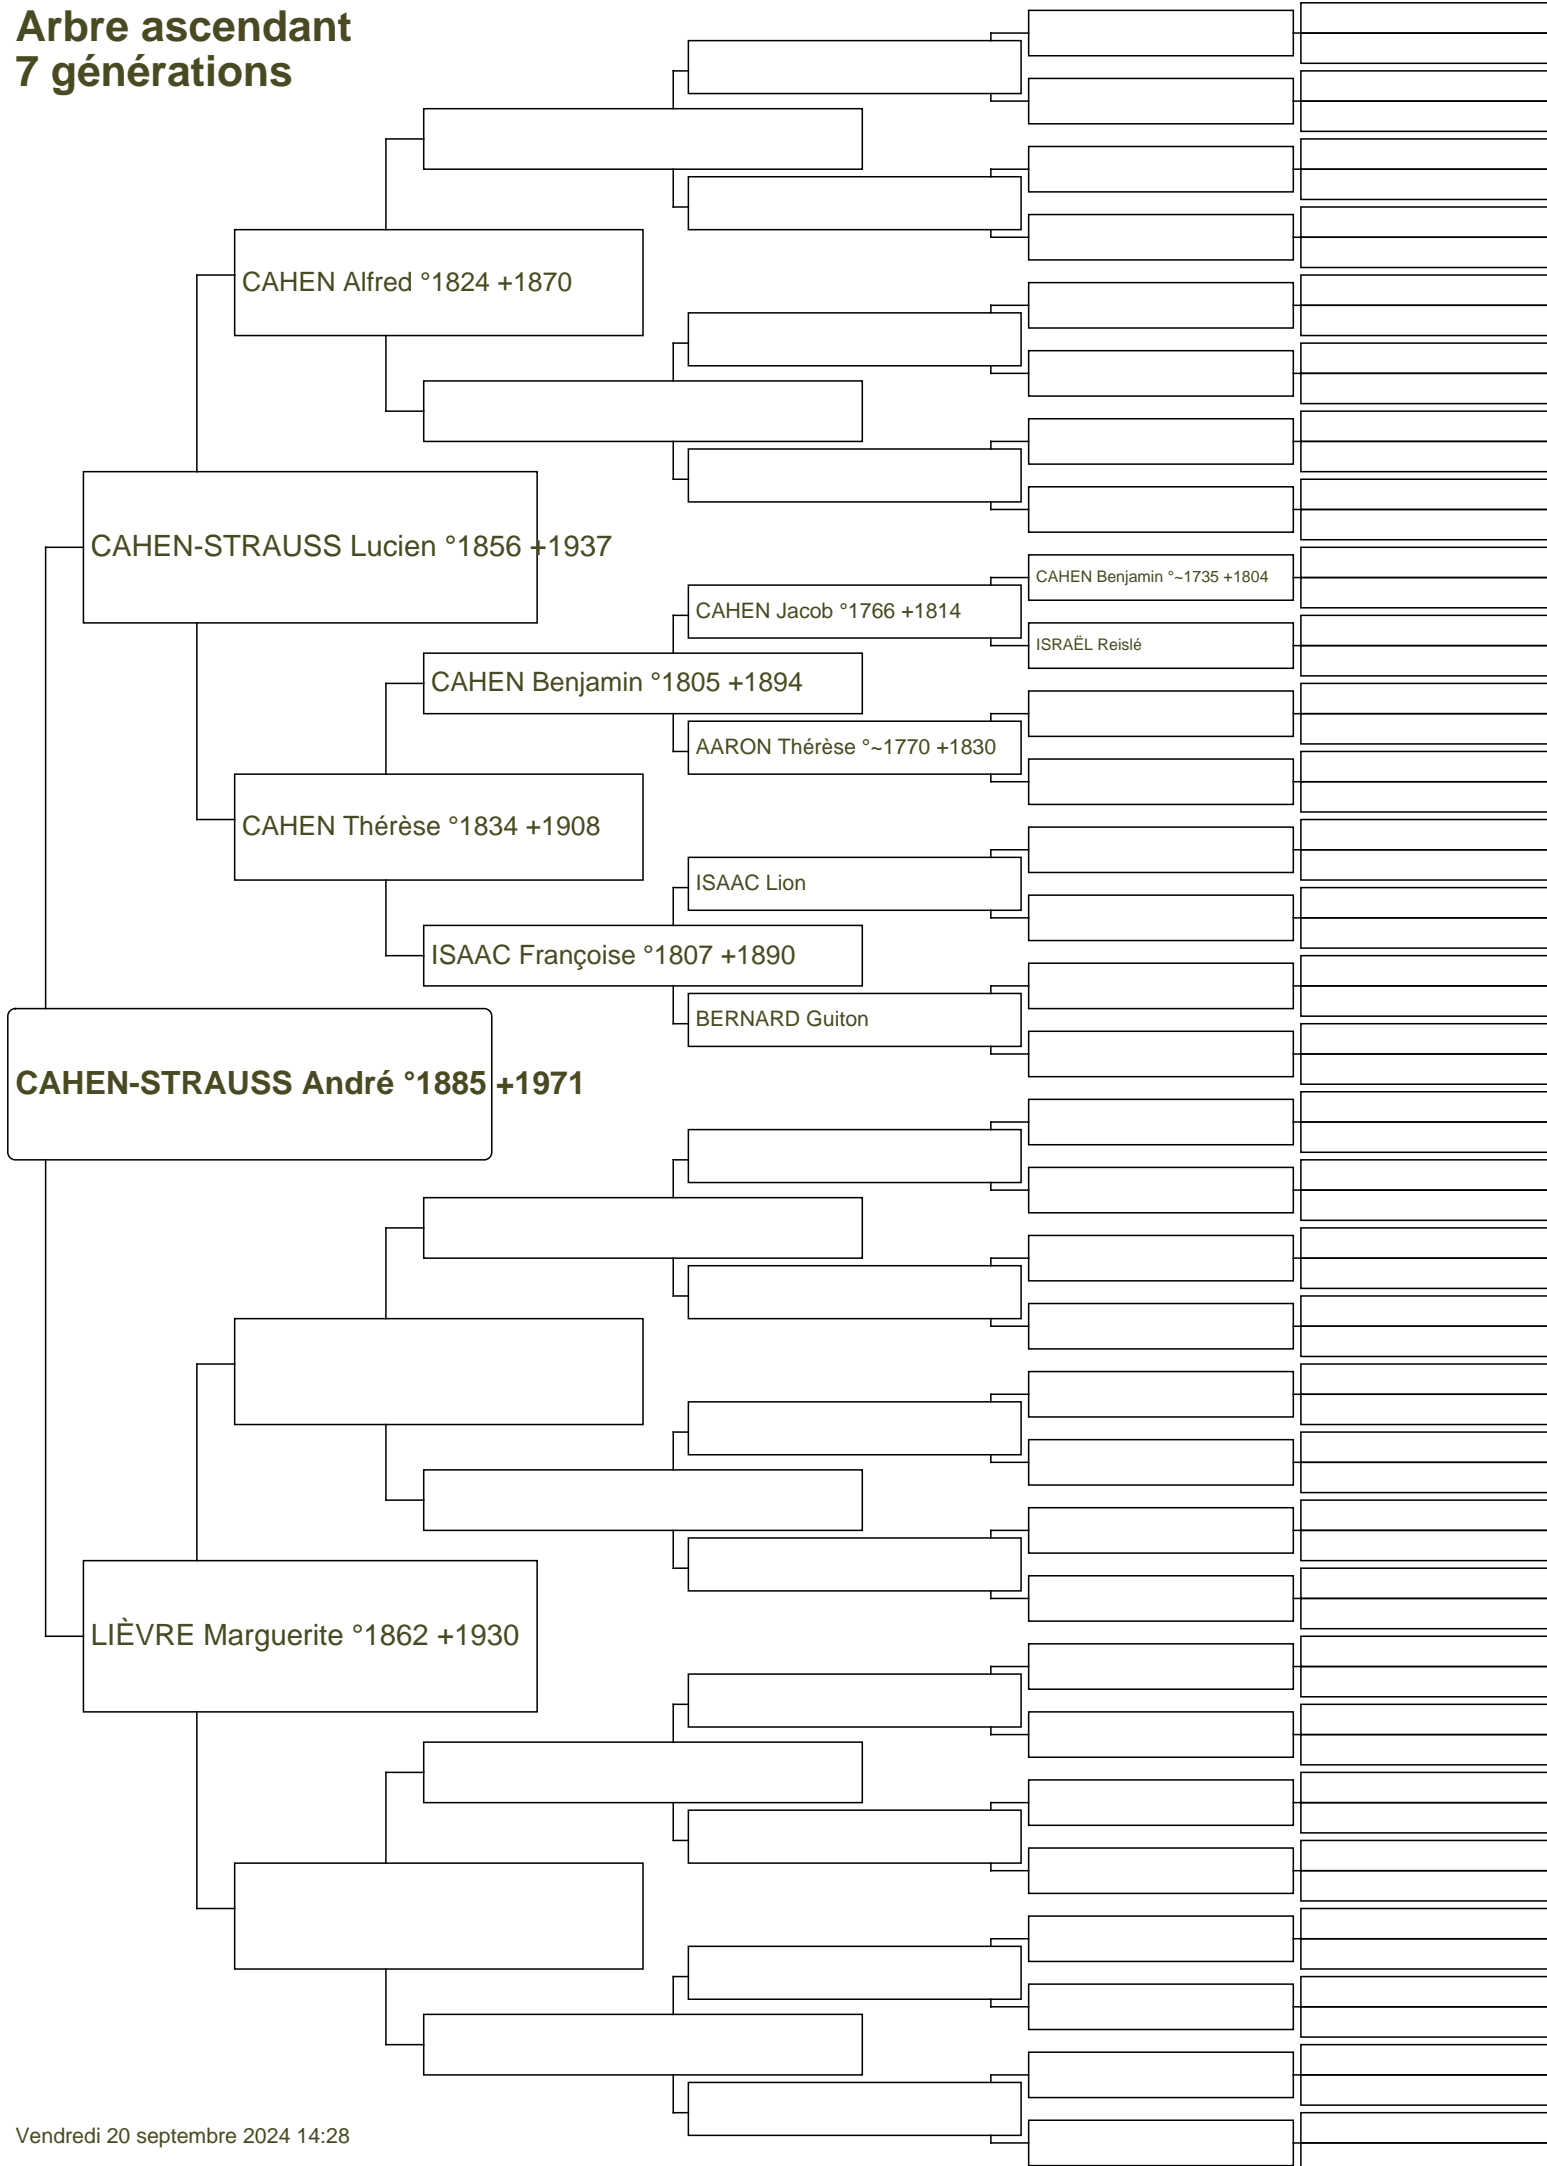 Arbre ascendant
7 générations
CAHEN Alfred °1824 +1870
CAHEN-STRAUSS Lucien °1856 +1937
CAHEN Benjamin °~1735 +1804
CAHEN Jacob °1766 +1814
ISRAËL Reislé
CAHEN Benjamin °1805 +1894
AARON Thérèse °~1770 +1830
CAHEN Thérèse °1834 +1908
ISAAC Lion
ISAAC Françoise °1807 +1890
BERNARD Guiton
CAHEN-STRAUSS André °1885 +1971
LIÈVRE Marguerite °1862 +1930
Vendredi 20 septembre 2024 14:28